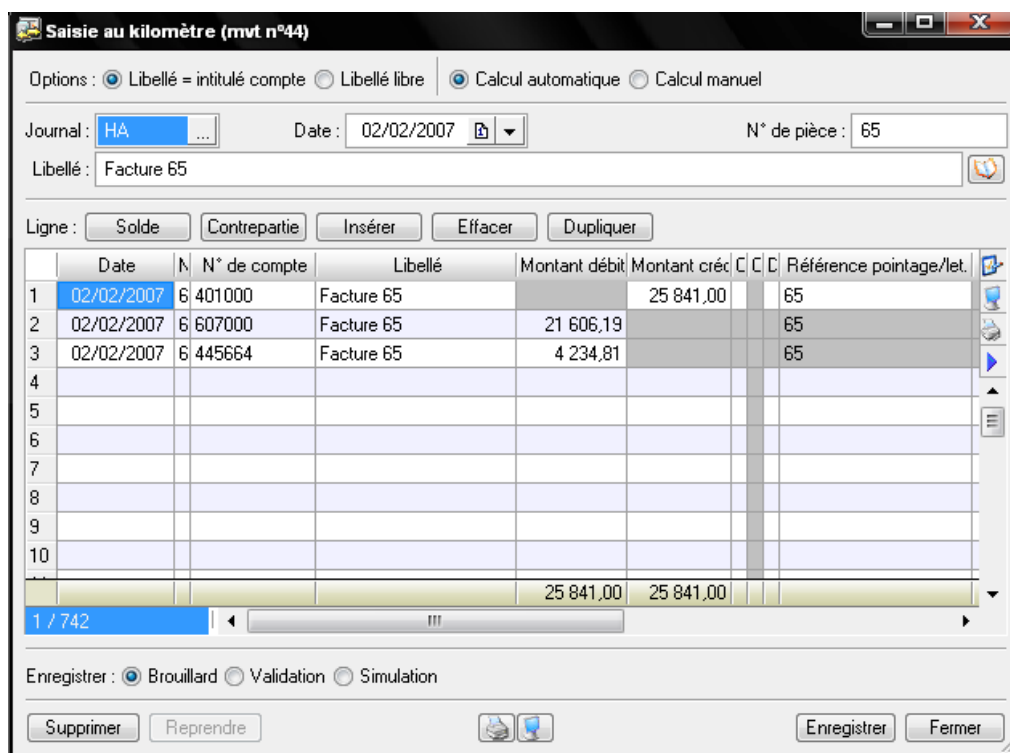 Saisie au kilomètre (mvt n°44)
Options : Libellé = intitulé compte Libellé libre Calcul automatique Calcul manuel
Journal : HA ... Date : 02/02/2007 N° de pièce : 65
Libellé : Facture 65
Ligne : Solde Contrepartie Insérer Effacer Dupliquer
Date N N° de compte Libellé Montant débit Montant créc C C D Référence pointage/let.
1 02/02/2007 6 401000 Facture 65 25 841,00 65
2 02/02/2007 6 607000 Facture 65 21 606,19 65
3 02/02/2007 6 445664 Facture 65 4 234,81 65
4
5
6
7
8
9
10
25 841,00 25 841,00
1 / 742
Enregistrer : Brouillard Validation Simulation
Supprimer Reprendre Enregistrer Fermer